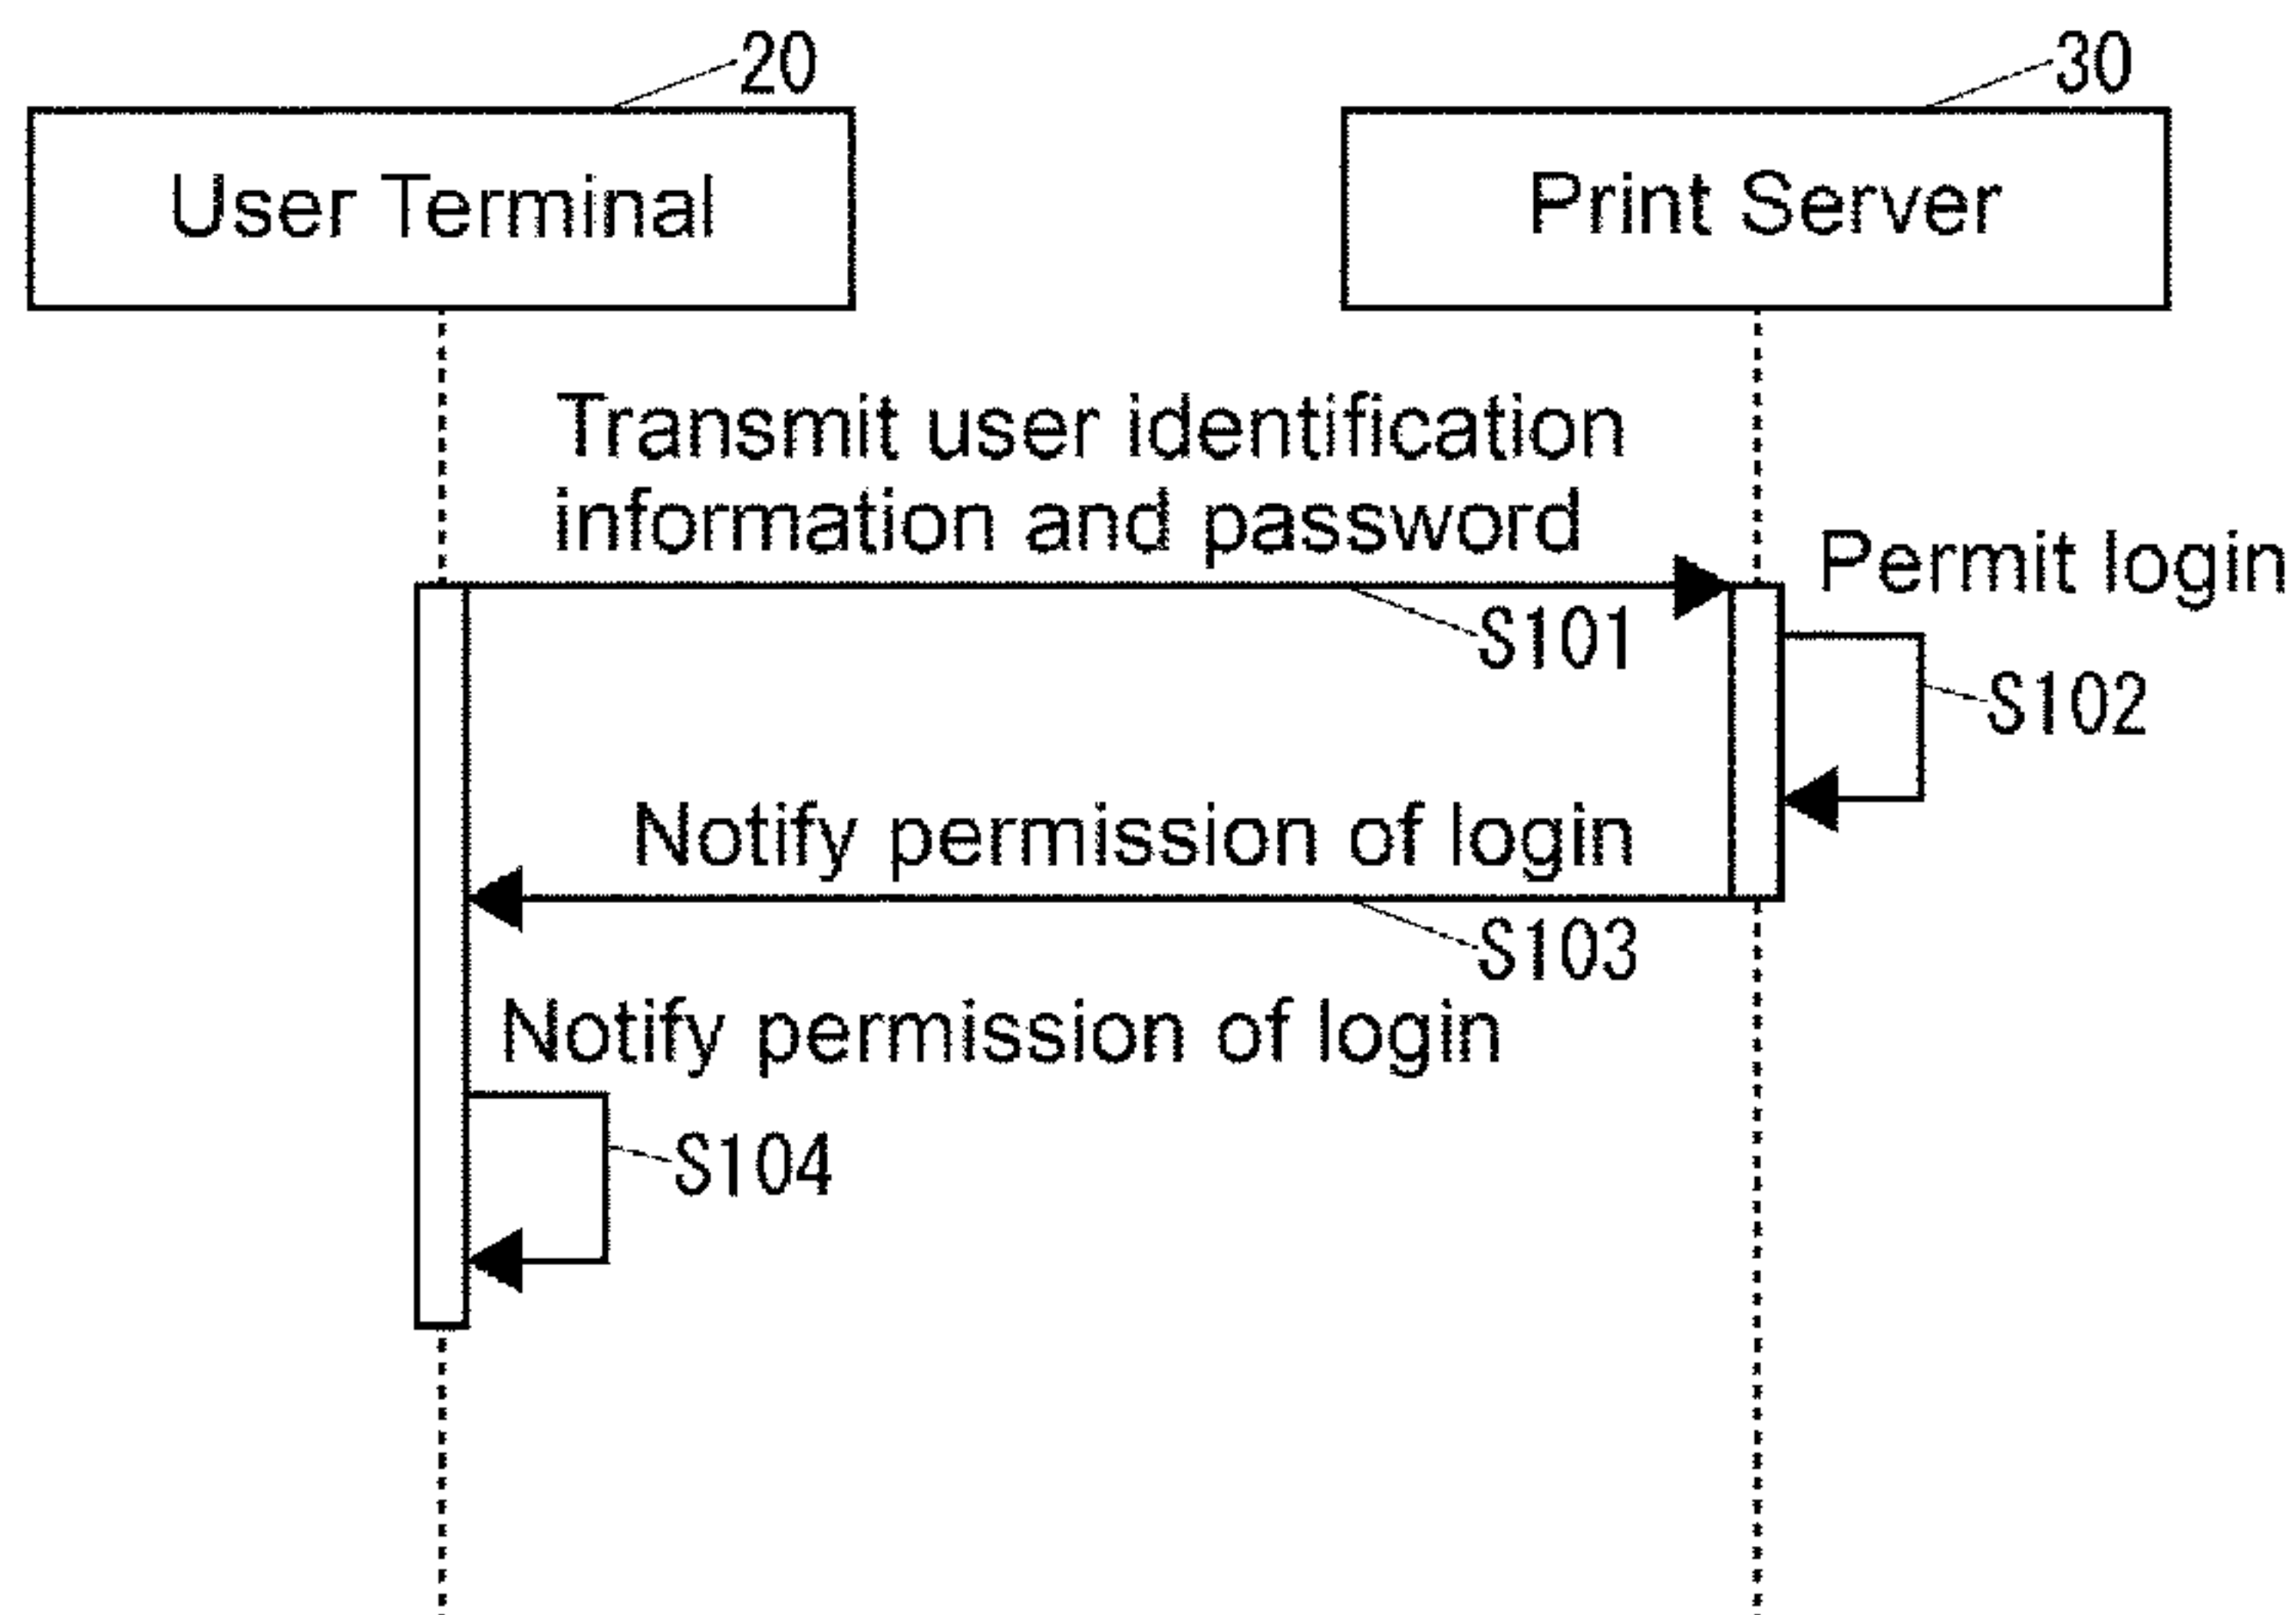 20
30
User Terminal
Print Server
Transmit user identification
information and password
Permit login
S101
S102
Notify permission of login
S103
Notify permission of login
S104